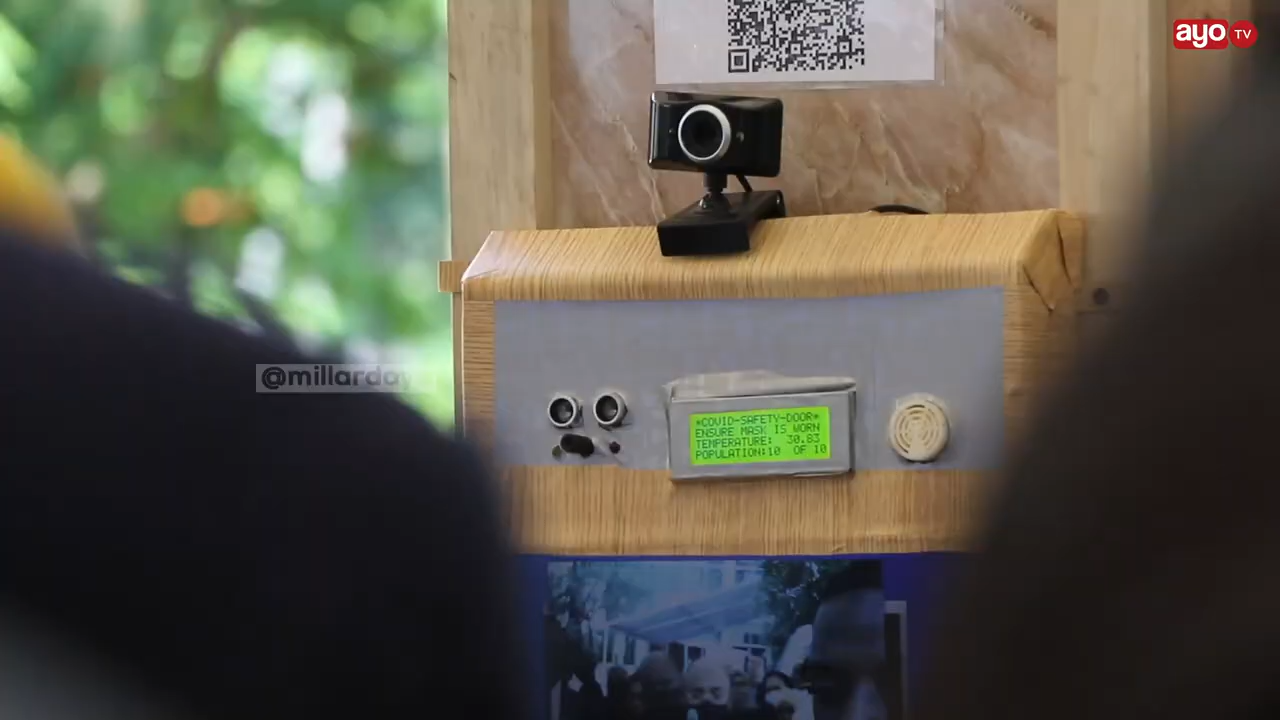 ayo TV
@millarday
*COVID-SAFETY-DOOR*
ENSURE MASK IS WORN
TEMPERATURE: 30.83
POPULATION:10 OF 10